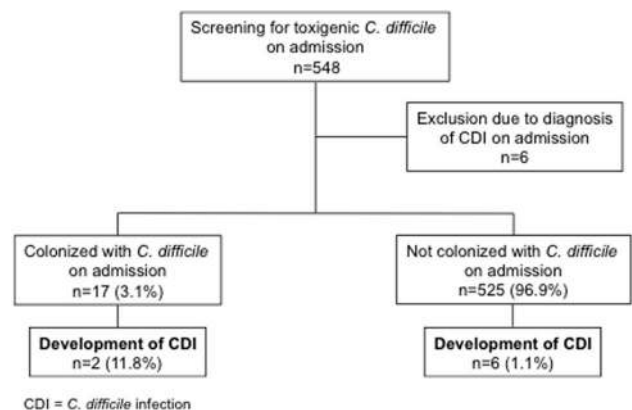 Screening for toxigenic C. difficile
on admission
n=548
Exclusion due to diagnosis
of CDI on admission
n=6
Colonized with C. difficile
on admission
n=17 (3.1%)
Not colonized with C. difficile
on admission
n=525 (96.9%)
Development of CDI
n=2 (11.8%)
Development of CDI
n=6 (1.1%)
CDI = C. difficile infection